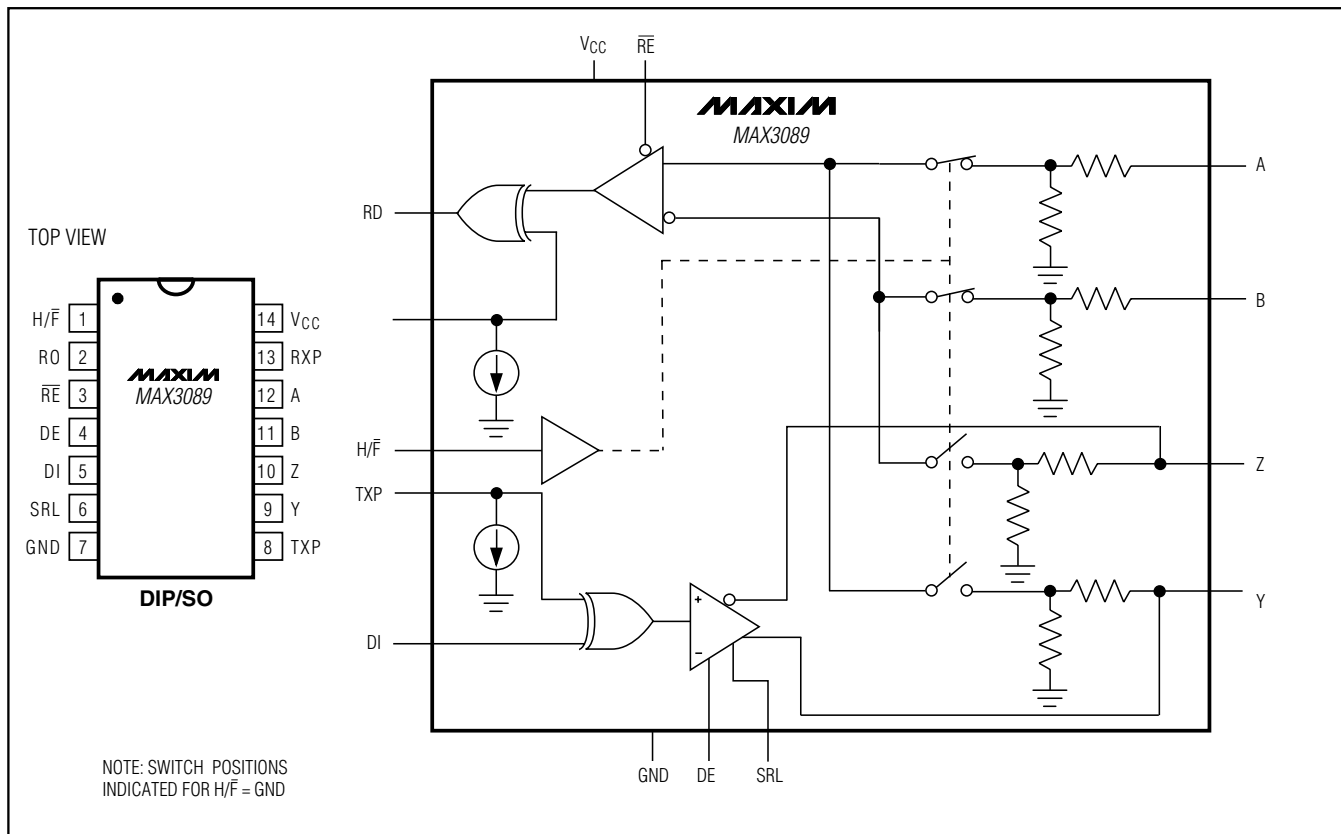 TOP VIEW
H/F̅ 1
RO 2
R̅E̅ 3
DE 4
DI 5
SRL 6
GND 7
MAXIM
MAX3089
14 VCC
13 RXP
12 A
11 B
10 Z
9 Y
8 TXP
DIP/SO
NOTE: SWITCH POSITIONS
INDICATED FOR H/F̅ = GND
VCC
R̅E̅
MAXIM
MAX3089
RD
H/F̅
TXP
DI
+
−
A
B
Z
Y
GND
DE
SRL